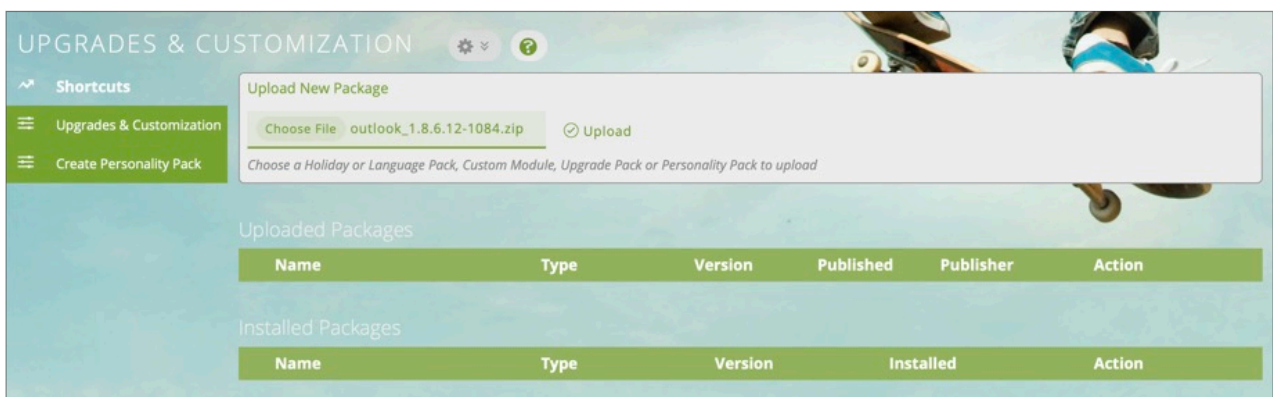 UPGRADES & CUSTOMIZATION
?
Shortcuts
Upgrades & Customization
Create Personality Pack
Upload New Package
Choose File outlook_1.8.6.12-1084.zip Upload
Choose a Holiday or Language Pack, Custom Module, Upgrade Pack or Personality Pack to upload
Uploaded Packages
Name Type Version Published Publisher Action
Installed Packages
Name Type Version Installed Action